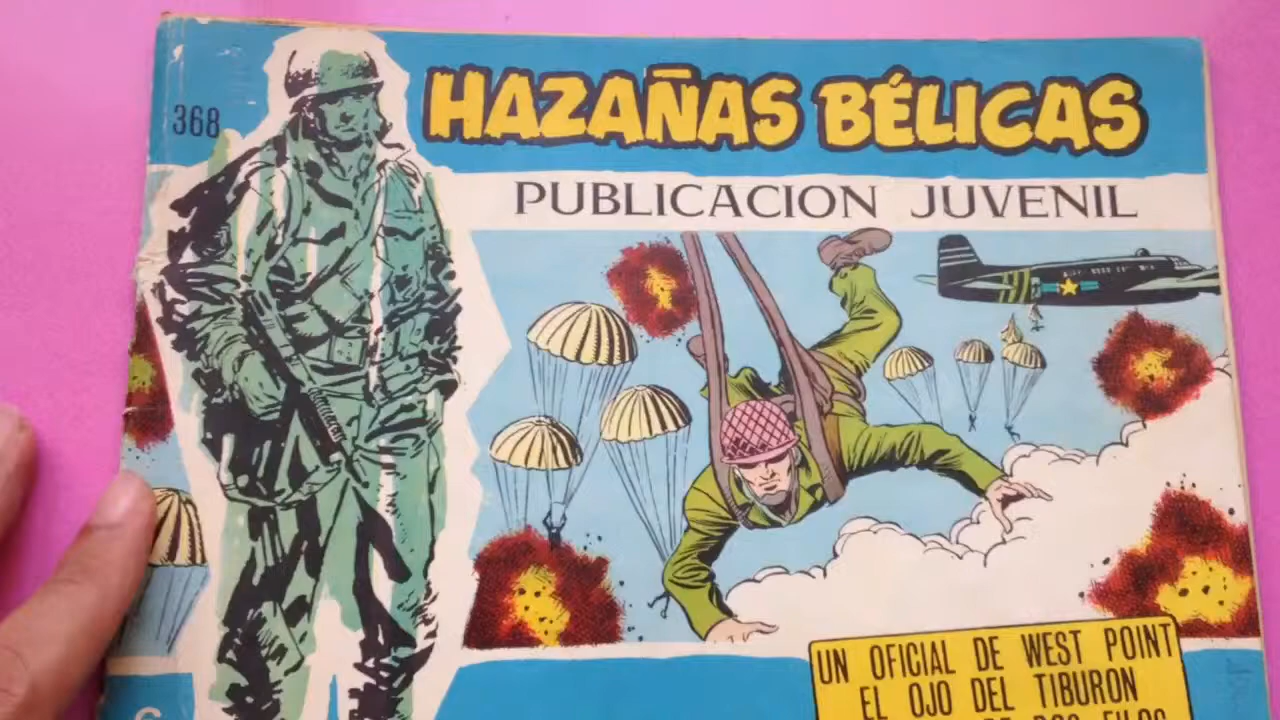 368
HAZAÑAS BÉLICAS
PUBLICACION JUVENIL
UN OFICIAL DE WEST POINT
EL OJO DEL TIBURON